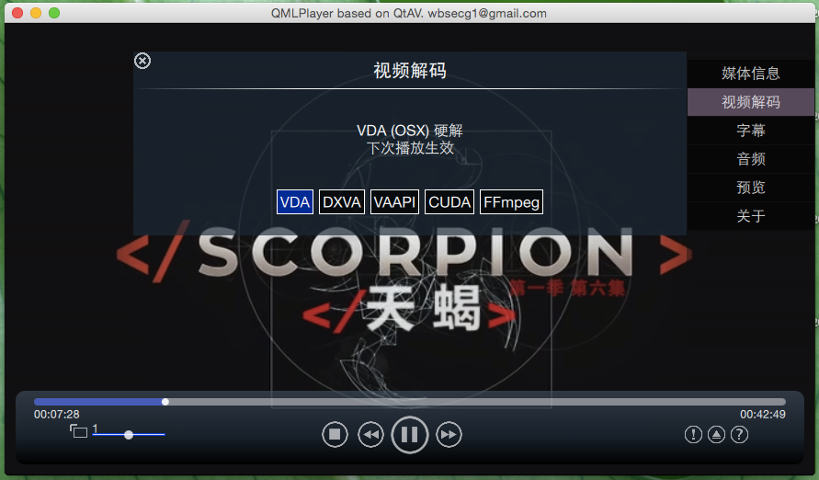 QMLPlayer based on QtAV. wbsecg1@gmail.com
视频解码
VDA (OSX) 硬解
下次播放生效
VDA DXVA VAAPI CUDA FFmpeg
媒体信息
视频解码
字幕
音频
预览
关于
</SCORPION>
第一季 第六集
</天蝎>
00:07:28
00:42:49
1